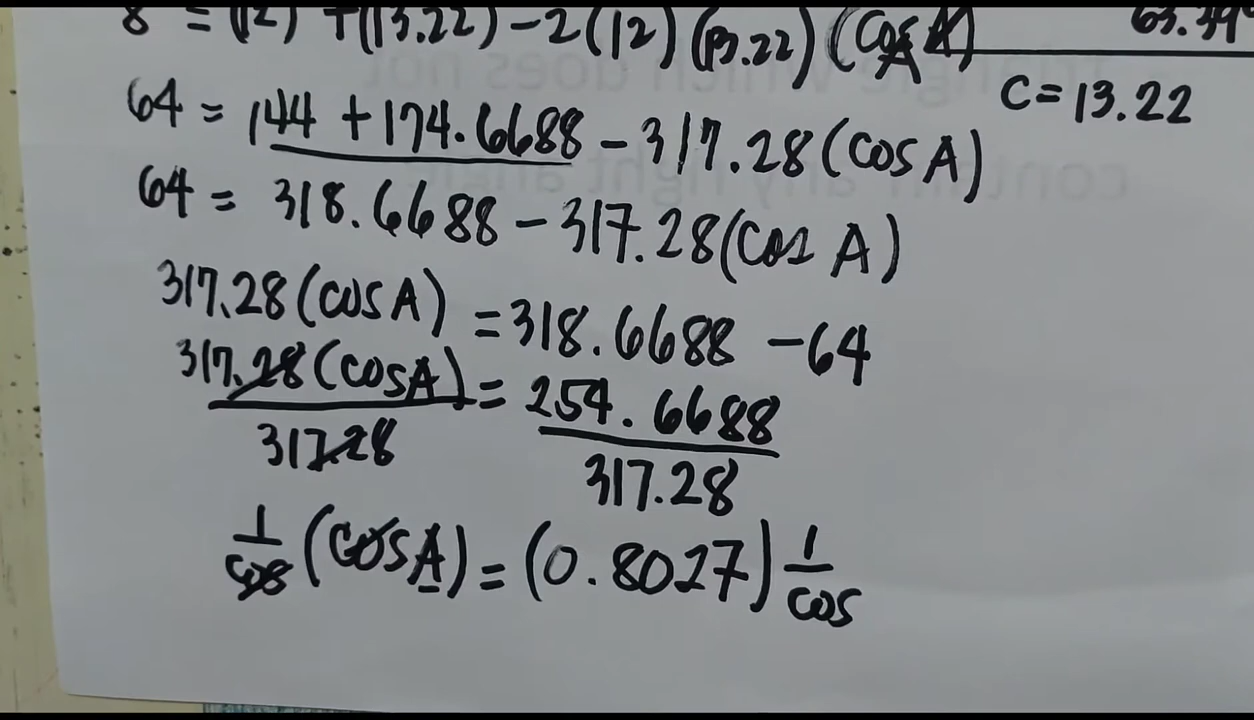 8 = (12) + (13.22) - 2(12)(13.22)(cos A)
63.39°
C = 13.22
64 = 144 + 174.6688 - 317.28(cos A)
64 = 318.6688 - 317.28(cos A)
317.28(cos A) = 318.6688 - 64
317.28(cos A) / 317.28 = 254.6688 / 317.28
1/cos (cos A) = (0.8027) 1/cos